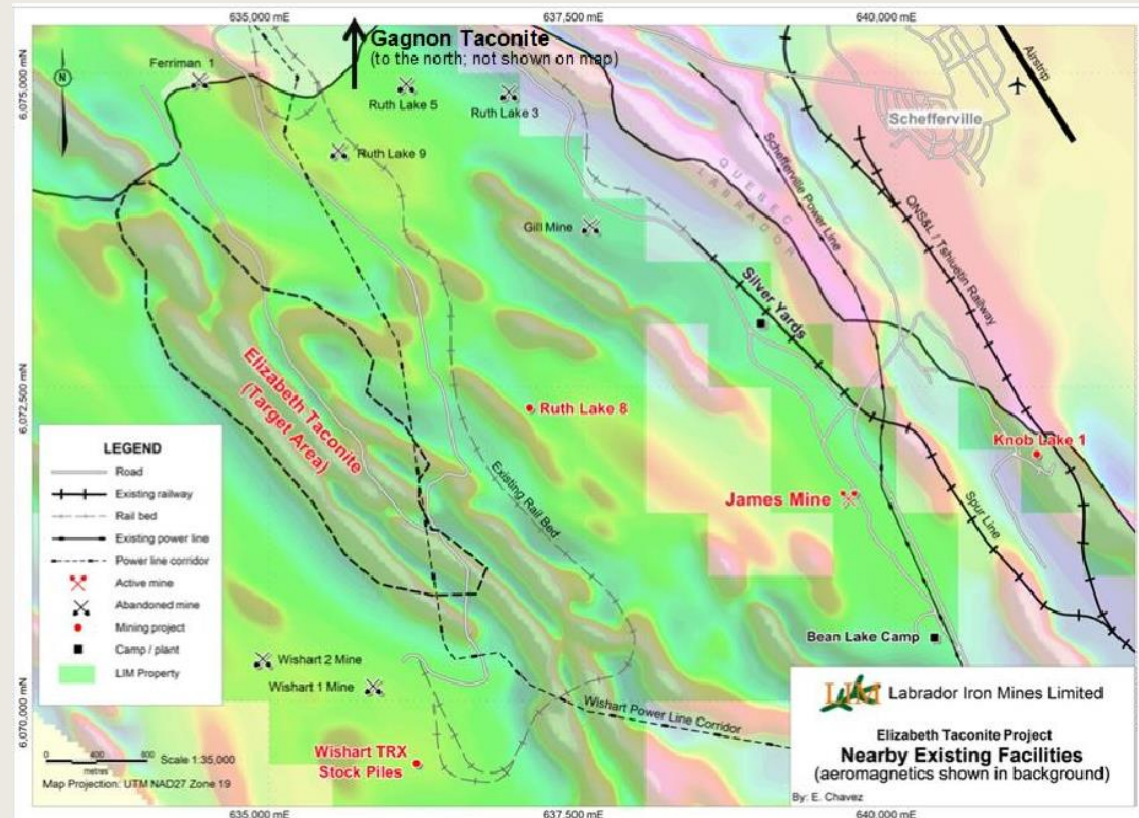 635,000 mE
637,500 mE
640,000 mE
Gagnon Taconite
(to the north; not shown on map)
6,075,000 mN
6,072,500 mN
6,070,000 mN
N
Ferriman 1
Ruth Lake 5
Ruth Lake 3
Ruth Lake 9
Gill Mine
Airstrip
Schefferville
Schefferville Power Line
QUEBEC
LABRADOR
QNS&L / Tshiuetin Railway
Silver Yards
Elizabeth Taconite
(Target Area)
Ruth Lake 8
Knob Lake 1
James Mine
Existing Rail Bed
Spur Line
Bean Lake Camp
Wishart 2 Mine
Wishart 1 Mine
Wishart Power Line Corridor
Wishart TRX
Stock Piles
LEGEND
Road
Existing railway
Rail bed
Existing power line
Power line corridor
Active mine
Abandoned mine
Mining project
Camp / plant
LIM Property
0 400 800
metres
Scale 1:35,000
Map Projection: UTM NAD27 Zone 19
LIM Labrador Iron Mines Limited
Elizabeth Taconite Project
Nearby Existing Facilities
(aeromagnetics shown in background)
By: E. Chavez
635,000 mE
637,500 mE
640,000 mE